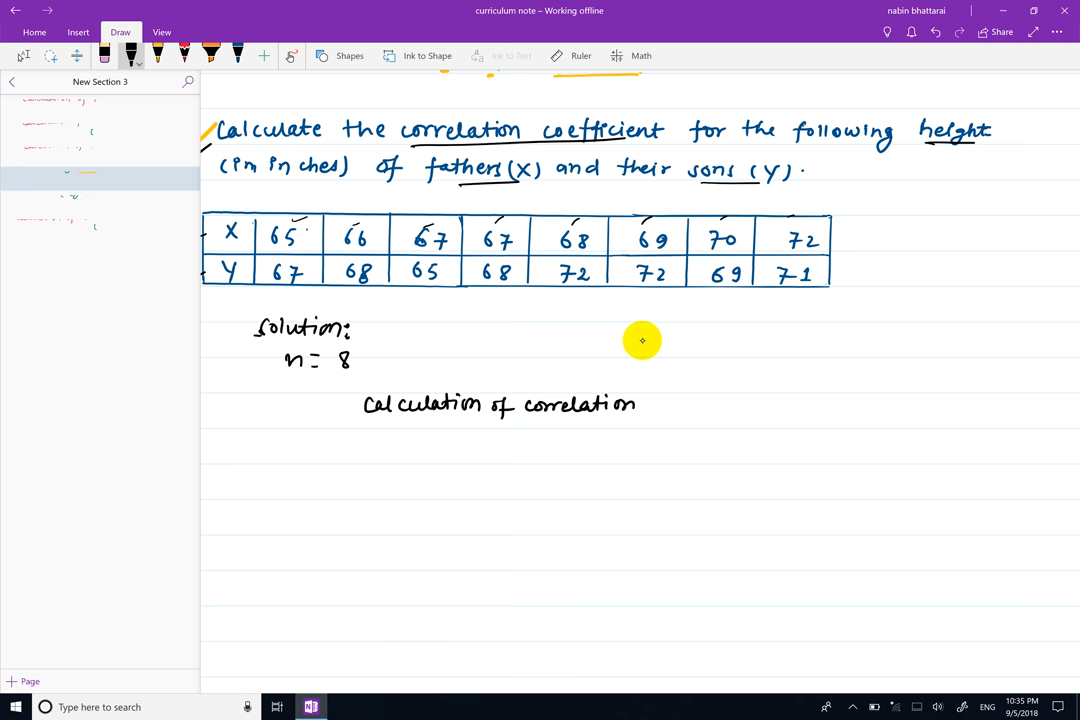 curriculum note – Working offline
nabin bhattarai
Home Insert Draw View
Share
Shapes Ink to Shape Ink to Text Ruler Math
New Section 3
Calculate the correlation coefficient for the following height
(in inches) of fathers (X) and their sons (Y).
X 65 66 67 67 68 69 70 72
Y 67 68 65 68 72 72 69 71
Solution:
n = 8
Calculation of correlation
+ Page
Type here to search
ENG
10:35 PM
9/5/2018